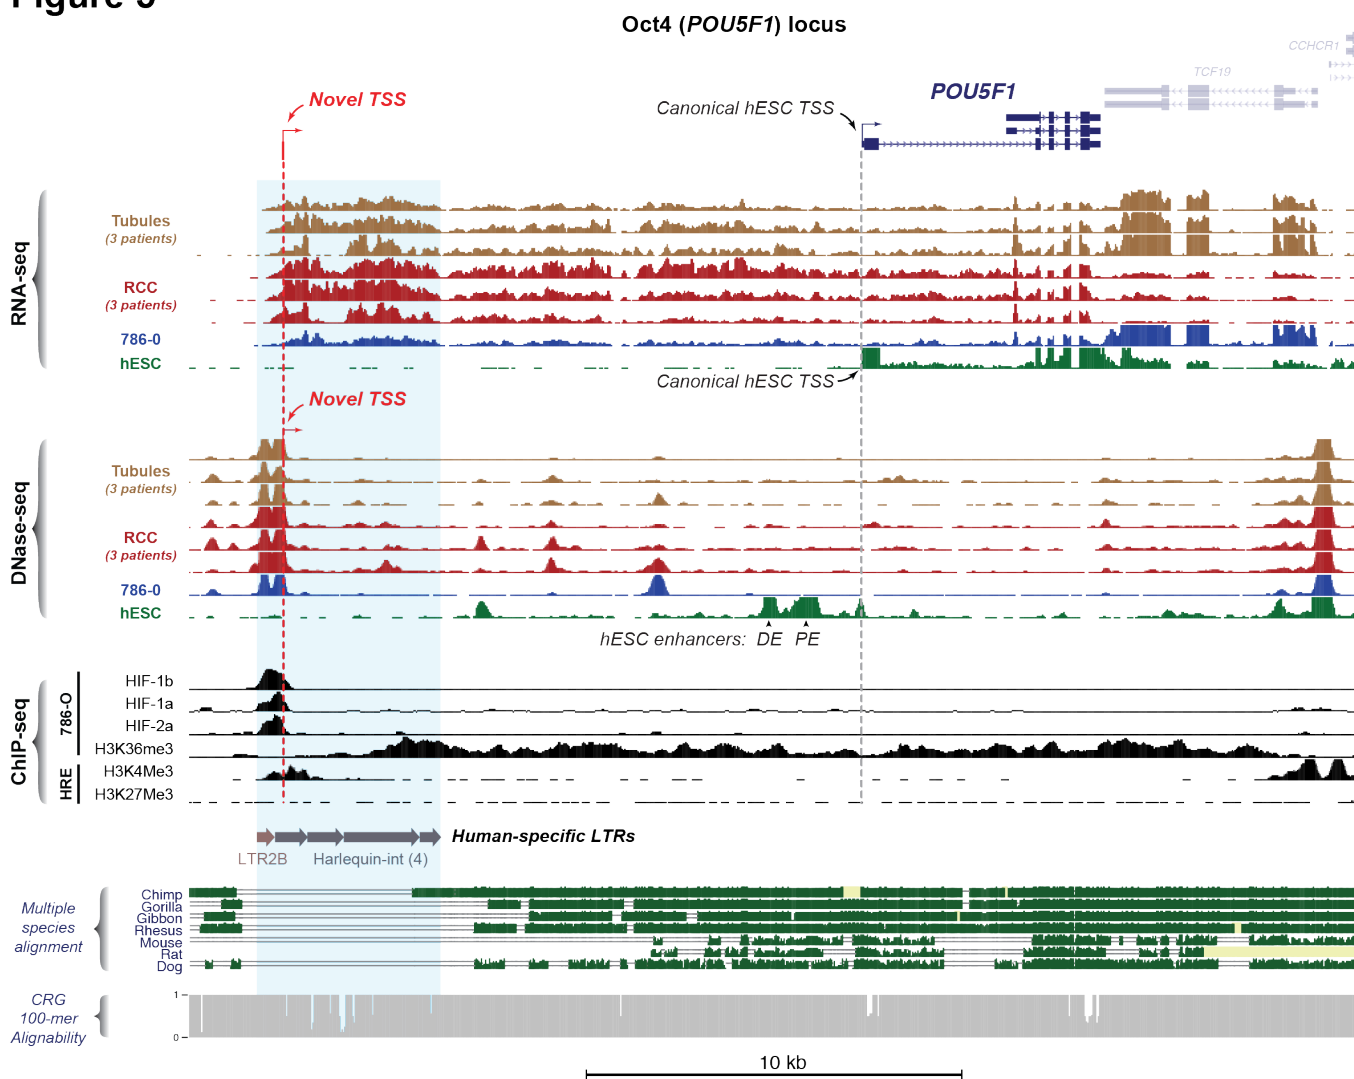 Oct4 (POU5F1) locus
CCHCR1
TCF19
POU5F1
Novel TSS
Canonical hESC TSS
RNA-seq
Tubules
(3 patients)
RCC
(3 patients)
786-0
hESC
Canonical hESC TSS
Novel TSS
DNase-seq
Tubules
(3 patients)
RCC
(3 patients)
786-0
hESC
hESC enhancers: DE PE
ChIP-seq
786-O
HIF-1b
HIF-1a
HIF-2a
H3K36me3
HRE
H3K4Me3
H3K27Me3
Human-specific LTRs
LTR2B
Harlequin-int (4)
Multiple
species
alignment
Chimp
Gorilla
Gibbon
Rhesus
Mouse
Rat
Dog
CRG
100-mer
Alignability
1
0
10 kb